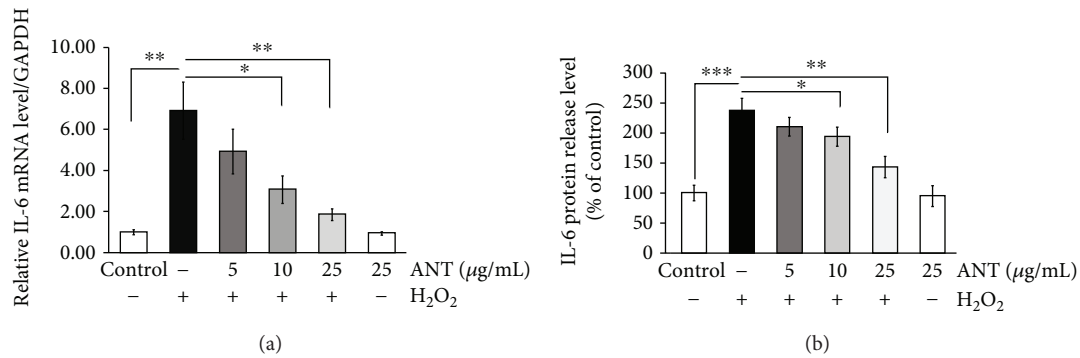 Relative IL-6 mRNA level/GAPDH
10.00
8.00
6.00
4.00
2.00
0.00
**
**
*
Control – 5 10 25 25 ANT (μg/mL)
– + + + + – H₂O₂
(a)
IL-6 protein release level
(% of control)
300
250
200
150
100
50
0
***
**
*
Control – 5 10 25 25 ANT (μg/mL)
– + + + + – H₂O₂
(b)